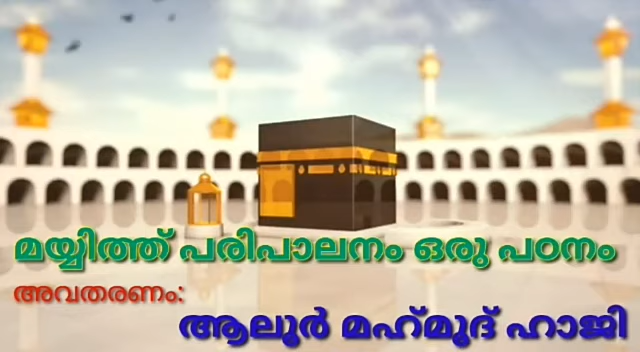 മയ്യിത്ത് പരിപാലനം ഒരു പഠനം
അവതരണം:
ആലൂർ മഹ്മൂദ് ഹാജി